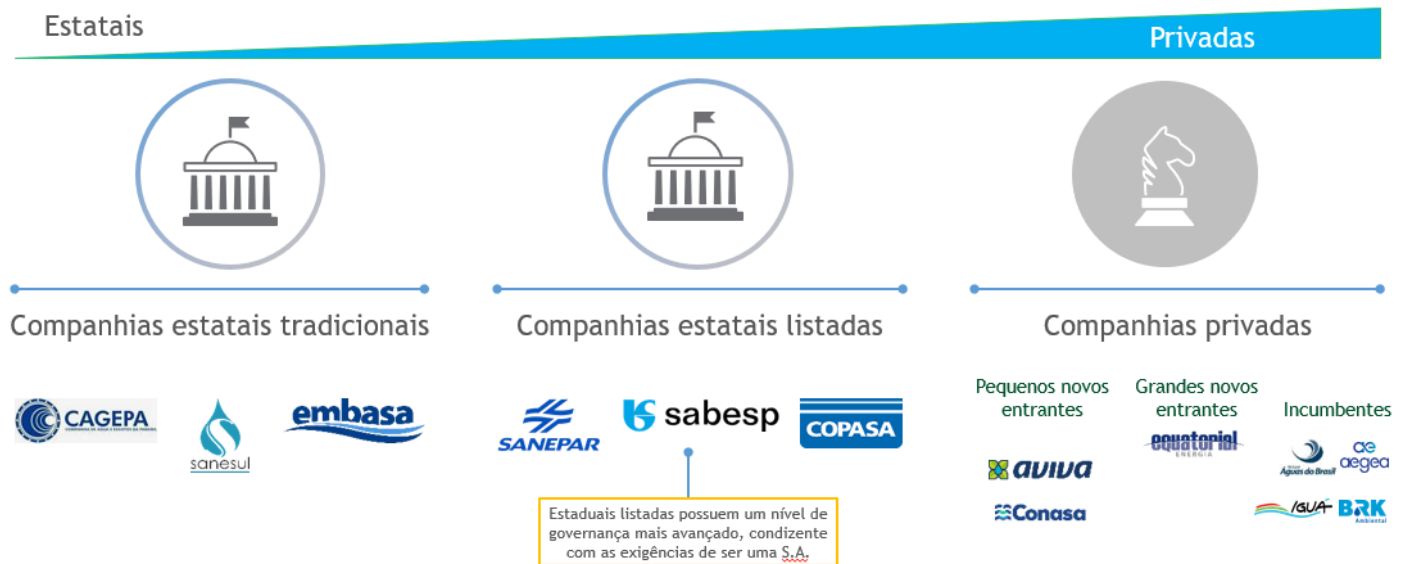 Estatais
Privadas
Companhias estatais tradicionais
Companhias estatais listadas
Companhias privadas
CAGEPA
sanesul
embasa
SANEPAR
sabesp
COPASA
Estaduais listadas possuem um nível de
governança mais avançado, condizente
com as exigências de ser uma S.A.
Pequenos novos
entrantes
aviva
Conasa
Grandes novos
entrantes
equatorial
ENERGIA
Incumbentes
Águas do Brasil
ae
aegea
IGUÁ
BRK
Ambiental